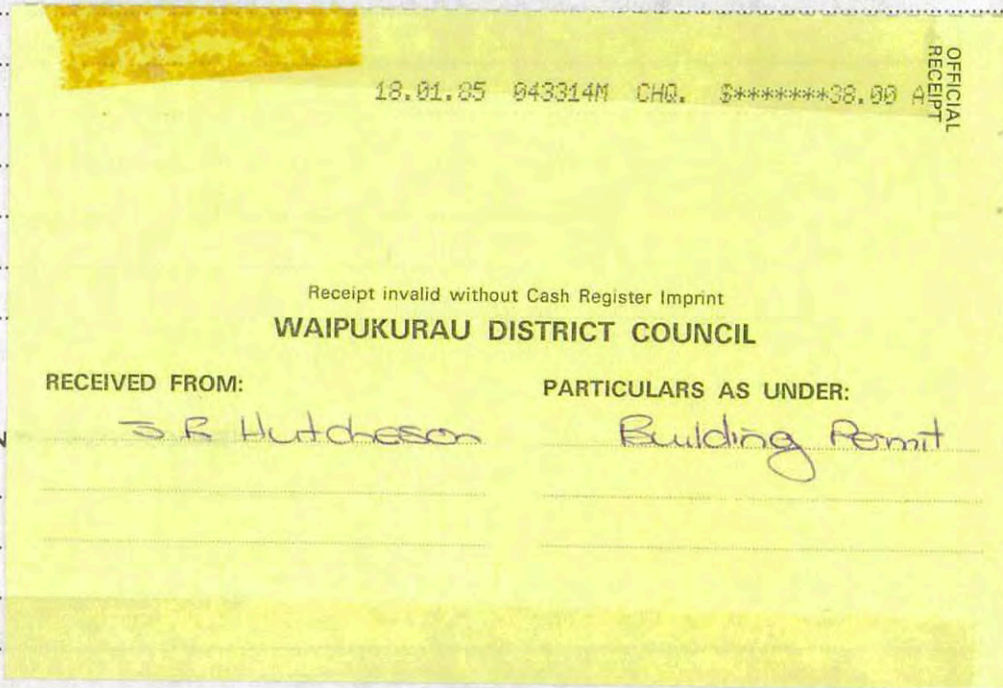 OFFICIAL
RECEIPT
18.01.85 043314M CHQ. $*******38.00 A
Receipt invalid without Cash Register Imprint
WAIPUKURAU DISTRICT COUNCIL
RECEIVED FROM:
PARTICULARS AS UNDER:
S R Hutcheson
Building Permit